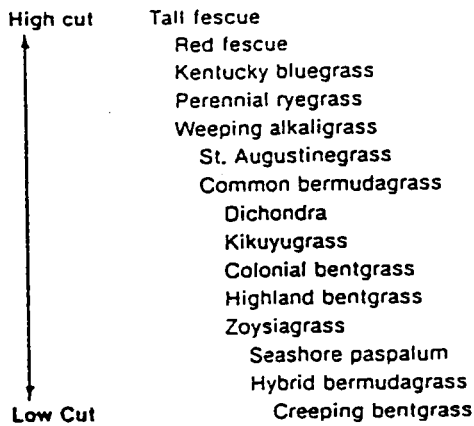 High cut Tall fescue
Red fescue
Kentucky bluegrass
Perennial ryegrass
Weeping alkaligrass
St. Augustinegrass
Common bermudagrass
Dichondra
Kikuyugrass
Colonial bentgrass
Highland bentgrass
Zoysiagrass
Seashore paspalum
Hybrid bermudagrass
Low Cut Creeping bentgrass